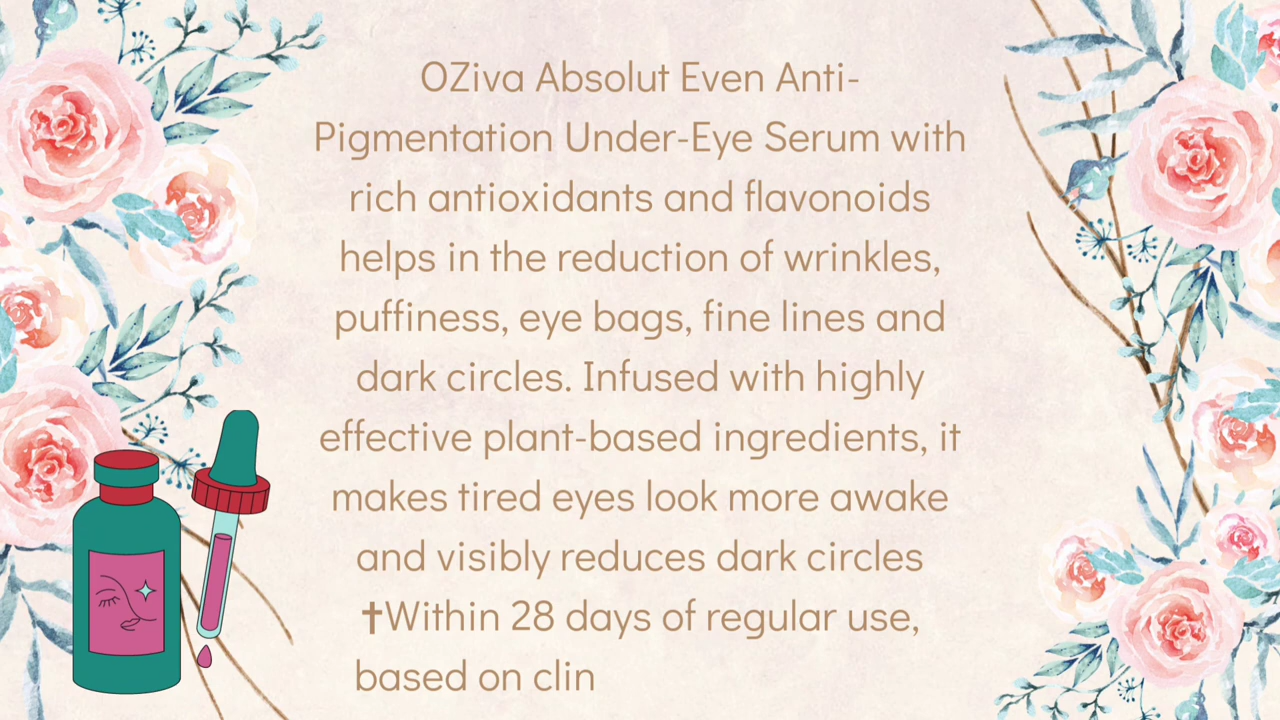 OZiva Absolut Even Anti-
Pigmentation Under-Eye Serum with
rich antioxidants and flavonoids
helps in the reduction of wrinkles,
puffiness, eye bags, fine lines and
dark circles. Infused with highly
effective plant-based ingredients, it
makes tired eyes look more awake
and visibly reduces dark circles
✝Within 28 days of regular use,
based on clin